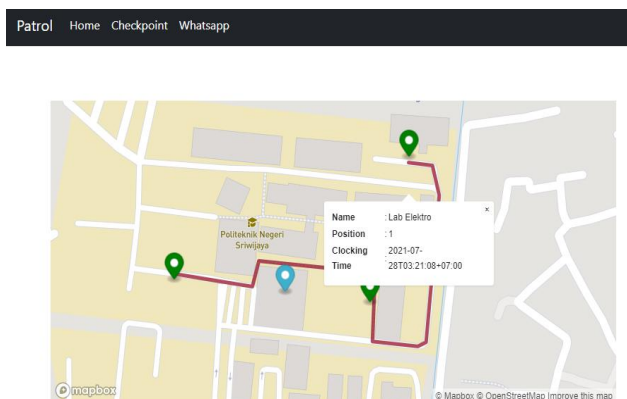 Patrol Home Checkpoint Whatsapp
Politeknik Negeri
Sriwijaya
×
Name : Lab Elektro
Position : 1
Clocking : 2021-07-
Time 28T03:21:08+07:00
mapbox
© Mapbox © OpenStreetMap Improve this map